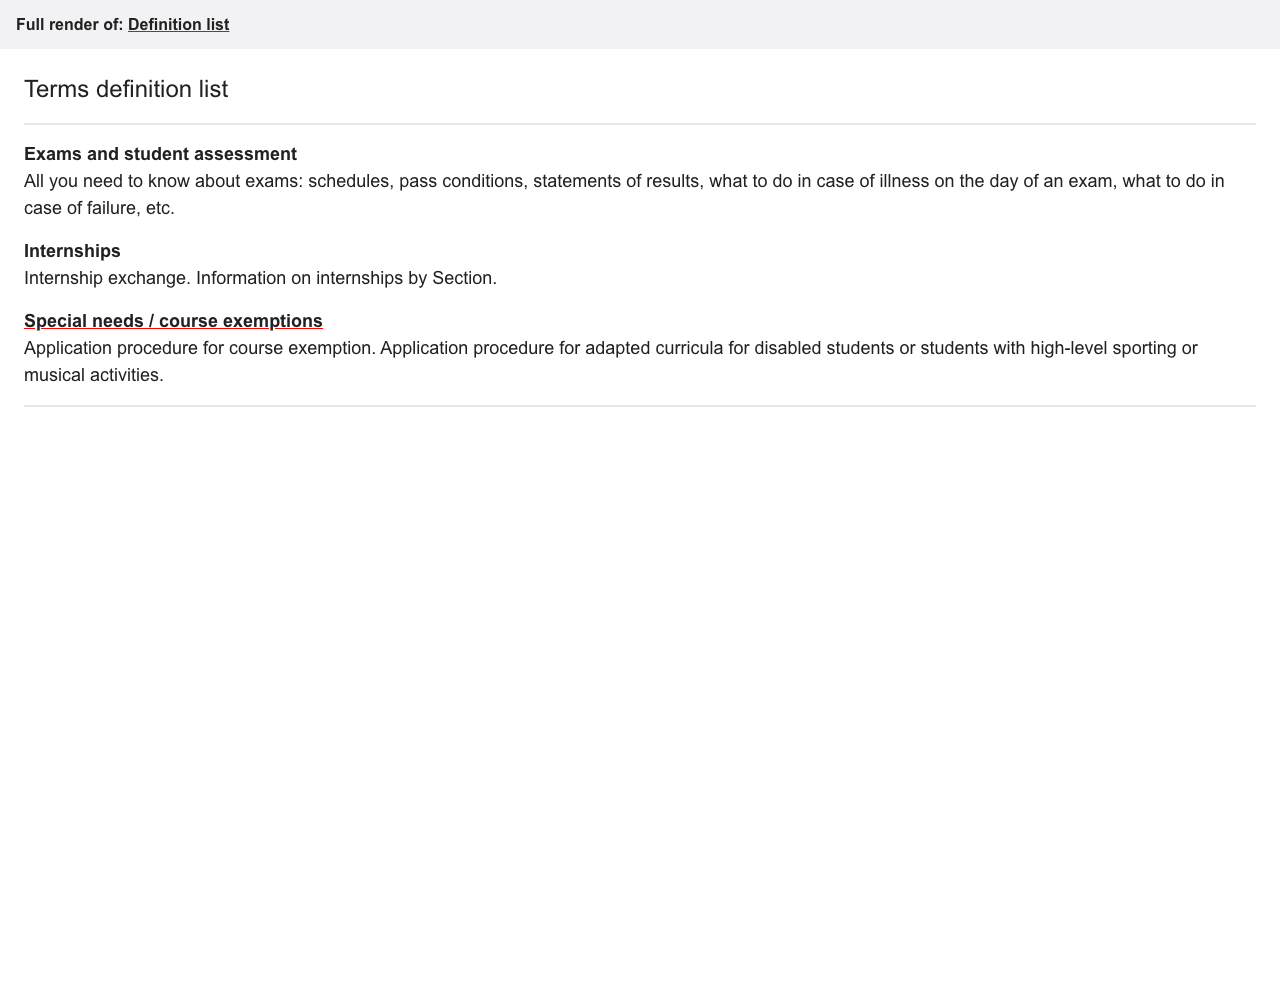 Full render of: Definition list
Terms definition list
Exams and student assessment
All you need to know about exams: schedules, pass conditions, statements of results, what to do in case of illness on the day of an exam, what to do in
case of failure, etc.
Internships
Internship exchange. Information on internships by Section.
Special needs / course exemptions
Application procedure for course exemption. Application procedure for adapted curricula for disabled students or students with high-level sporting or
musical activities.